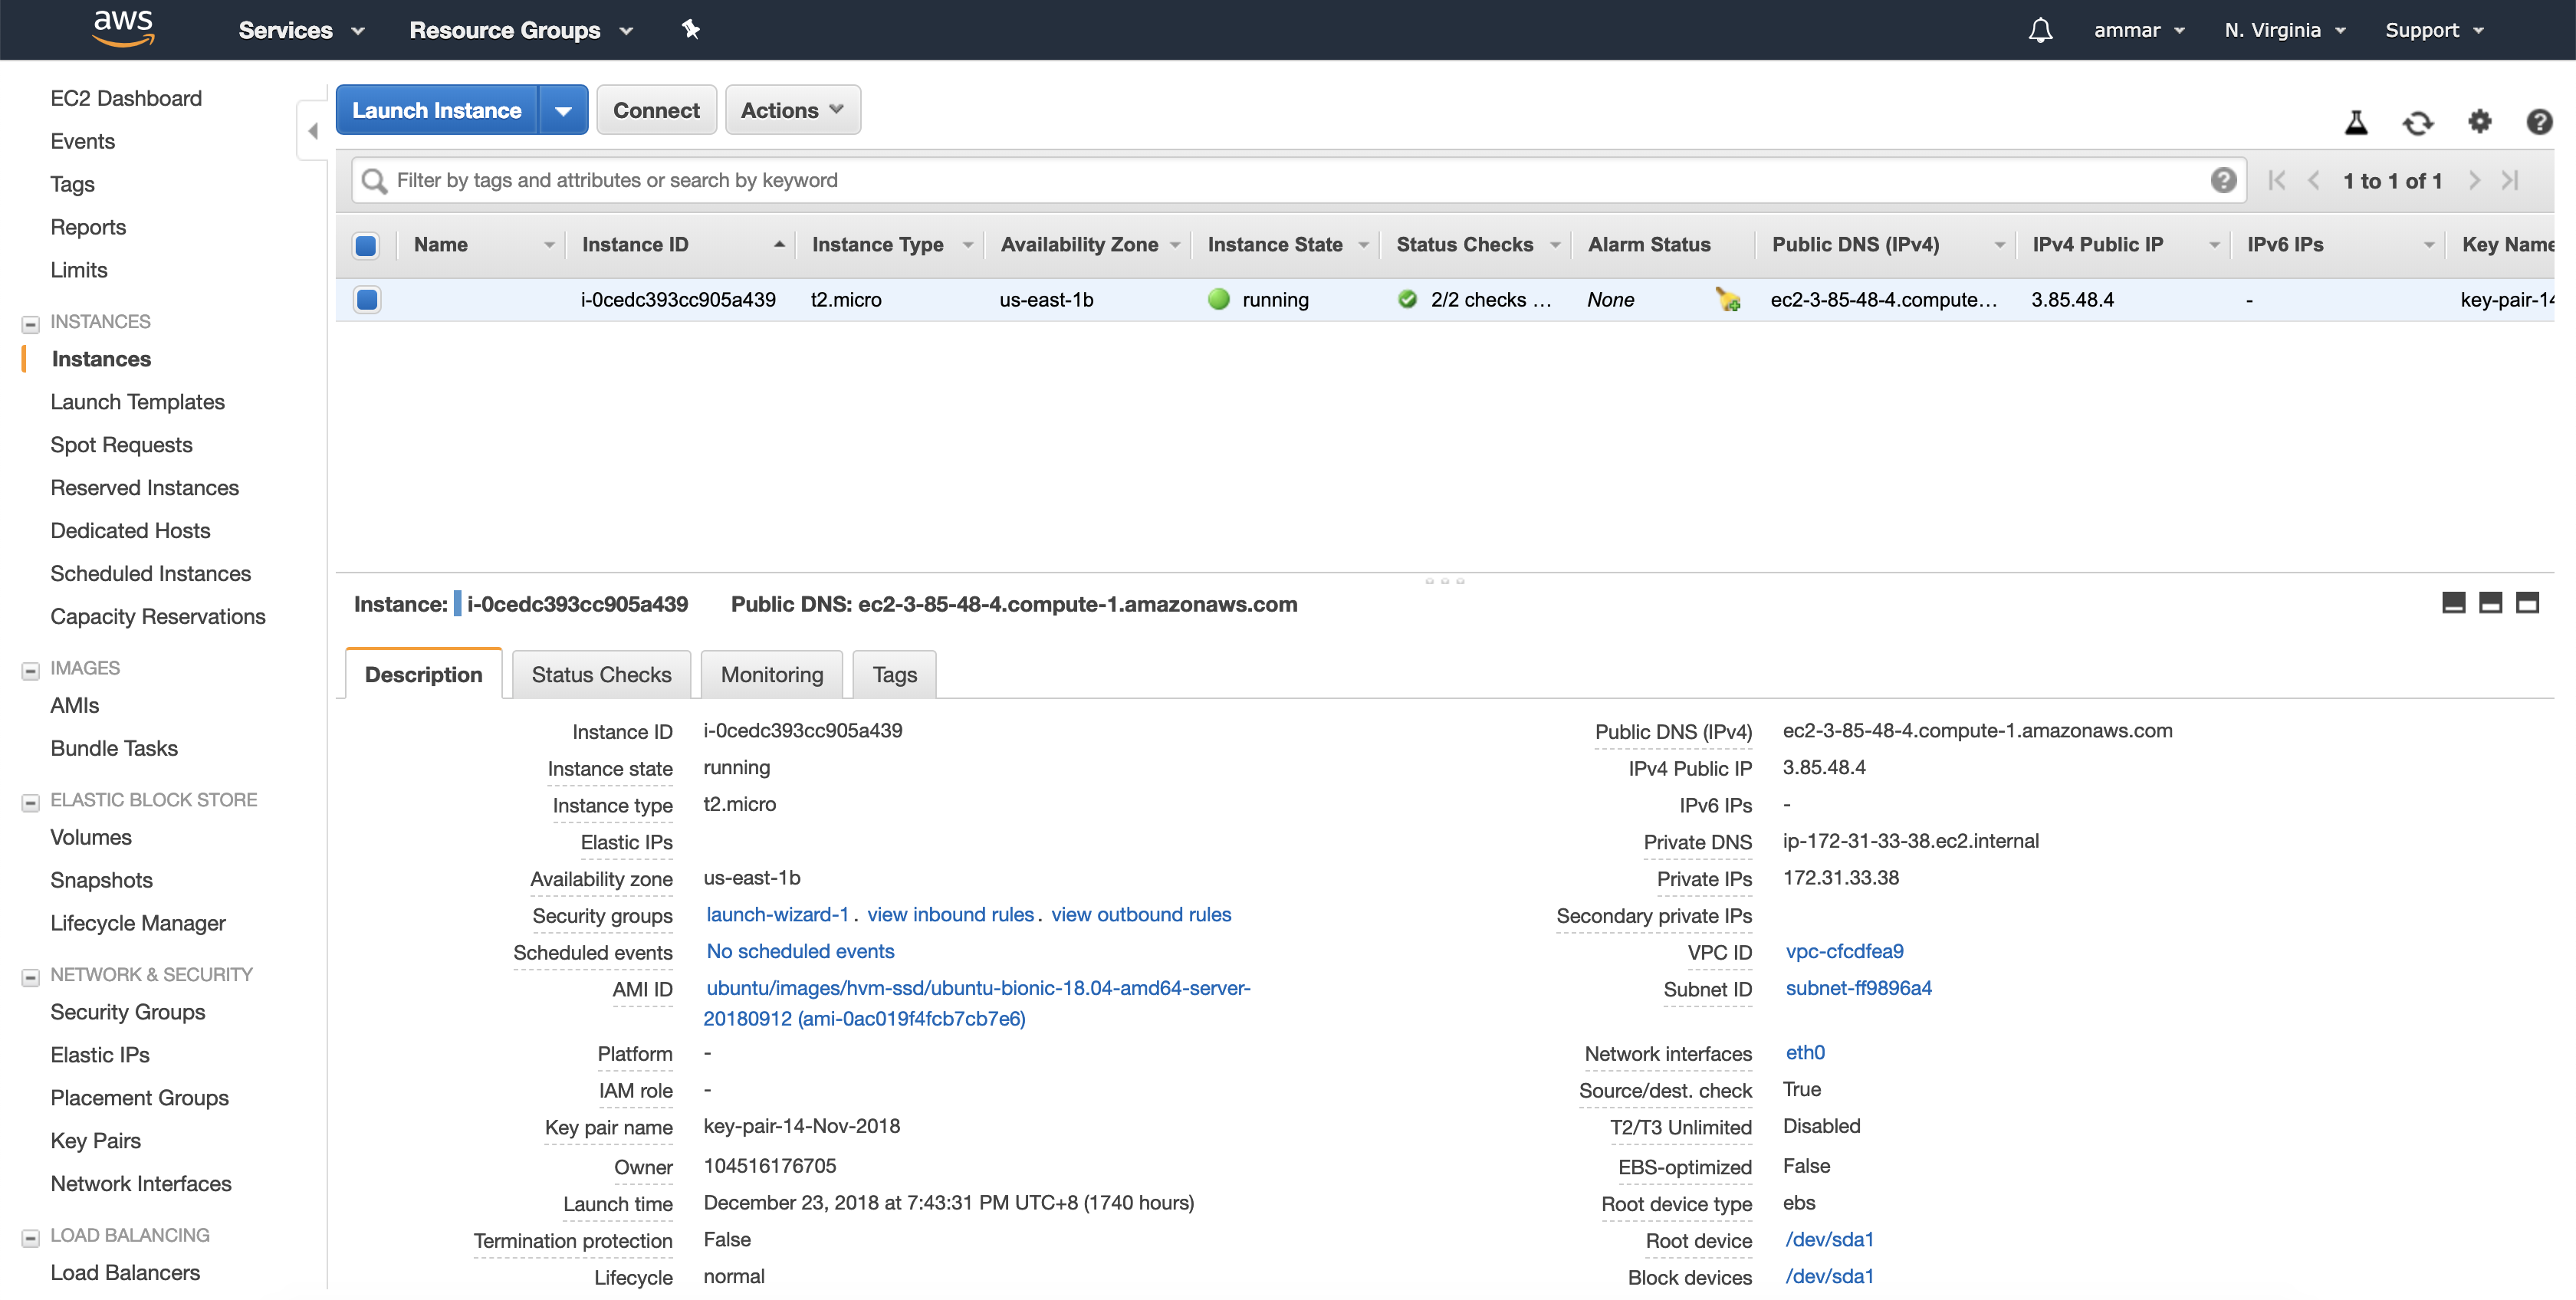 aws Services Resource Groups ammar N. Virginia Support
EC2 Dashboard
Events
Tags
Reports
Limits
INSTANCES
Instances
Launch Templates
Spot Requests
Reserved Instances
Dedicated Hosts
Scheduled Instances
Capacity Reservations
IMAGES
AMIs
Bundle Tasks
ELASTIC BLOCK STORE
Volumes
Snapshots
Lifecycle Manager
NETWORK & SECURITY
Security Groups
Elastic IPs
Placement Groups
Key Pairs
Network Interfaces
LOAD BALANCING
Load Balancers
Launch Instance Connect Actions
Filter by tags and attributes or search by keyword 1 to 1 of 1
Name Instance ID Instance Type Availability Zone Instance State Status Checks Alarm Status Public DNS (IPv4) IPv4 Public IP IPv6 IPs Key Name
i-0cedc393cc905a439 t2.micro us-east-1b running 2/2 checks ... None ec2-3-85-48-4.compute... 3.85.48.4 - key-pair-14
Instance: i-0cedc393cc905a439 Public DNS: ec2-3-85-48-4.compute-1.amazonaws.com
Description Status Checks Monitoring Tags
Instance ID i-0cedc393cc905a439
Instance state running
Instance type t2.micro
Elastic IPs
Availability zone us-east-1b
Security groups launch-wizard-1. view inbound rules. view outbound rules
Scheduled events No scheduled events
AMI ID ubuntu/images/hvm-ssd/ubuntu-bionic-18.04-amd64-server-
20180912 (ami-0ac019f4fcb7cb7e6)
Platform -
IAM role -
Key pair name key-pair-14-Nov-2018
Owner 104516176705
Launch time December 23, 2018 at 7:43:31 PM UTC+8 (1740 hours)
Termination protection False
Lifecycle normal
Public DNS (IPv4) ec2-3-85-48-4.compute-1.amazonaws.com
IPv4 Public IP 3.85.48.4
IPv6 IPs -
Private DNS ip-172-31-33-38.ec2.internal
Private IPs 172.31.33.38
Secondary private IPs
VPC ID vpc-cfcdfea9
Subnet ID subnet-ff9896a4
Network interfaces eth0
Source/dest. check True
T2/T3 Unlimited Disabled
EBS-optimized False
Root device type ebs
Root device /dev/sda1
Block devices /dev/sda1